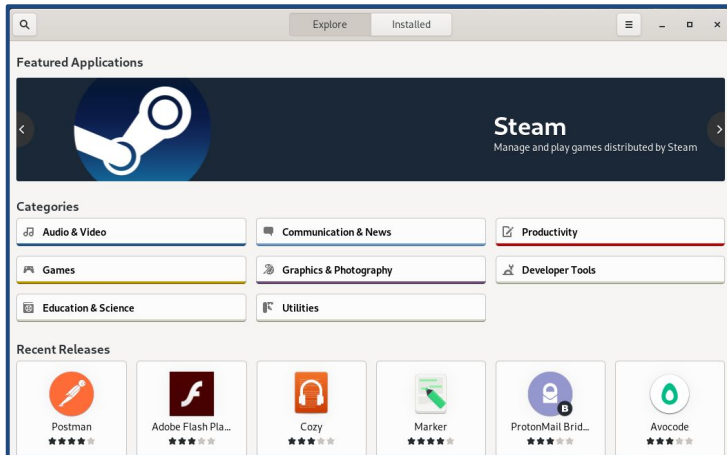 Explore Installed
Featured Applications
Steam
Manage and play games distributed by Steam
Categories
Audio & Video Communication & News Productivity
Games Graphics & Photography Developer Tools
Education & Science Utilities
Recent Releases
Postman Adobe Flash Pla... Cozy Marker ProtonMail Brid... Avocode
B